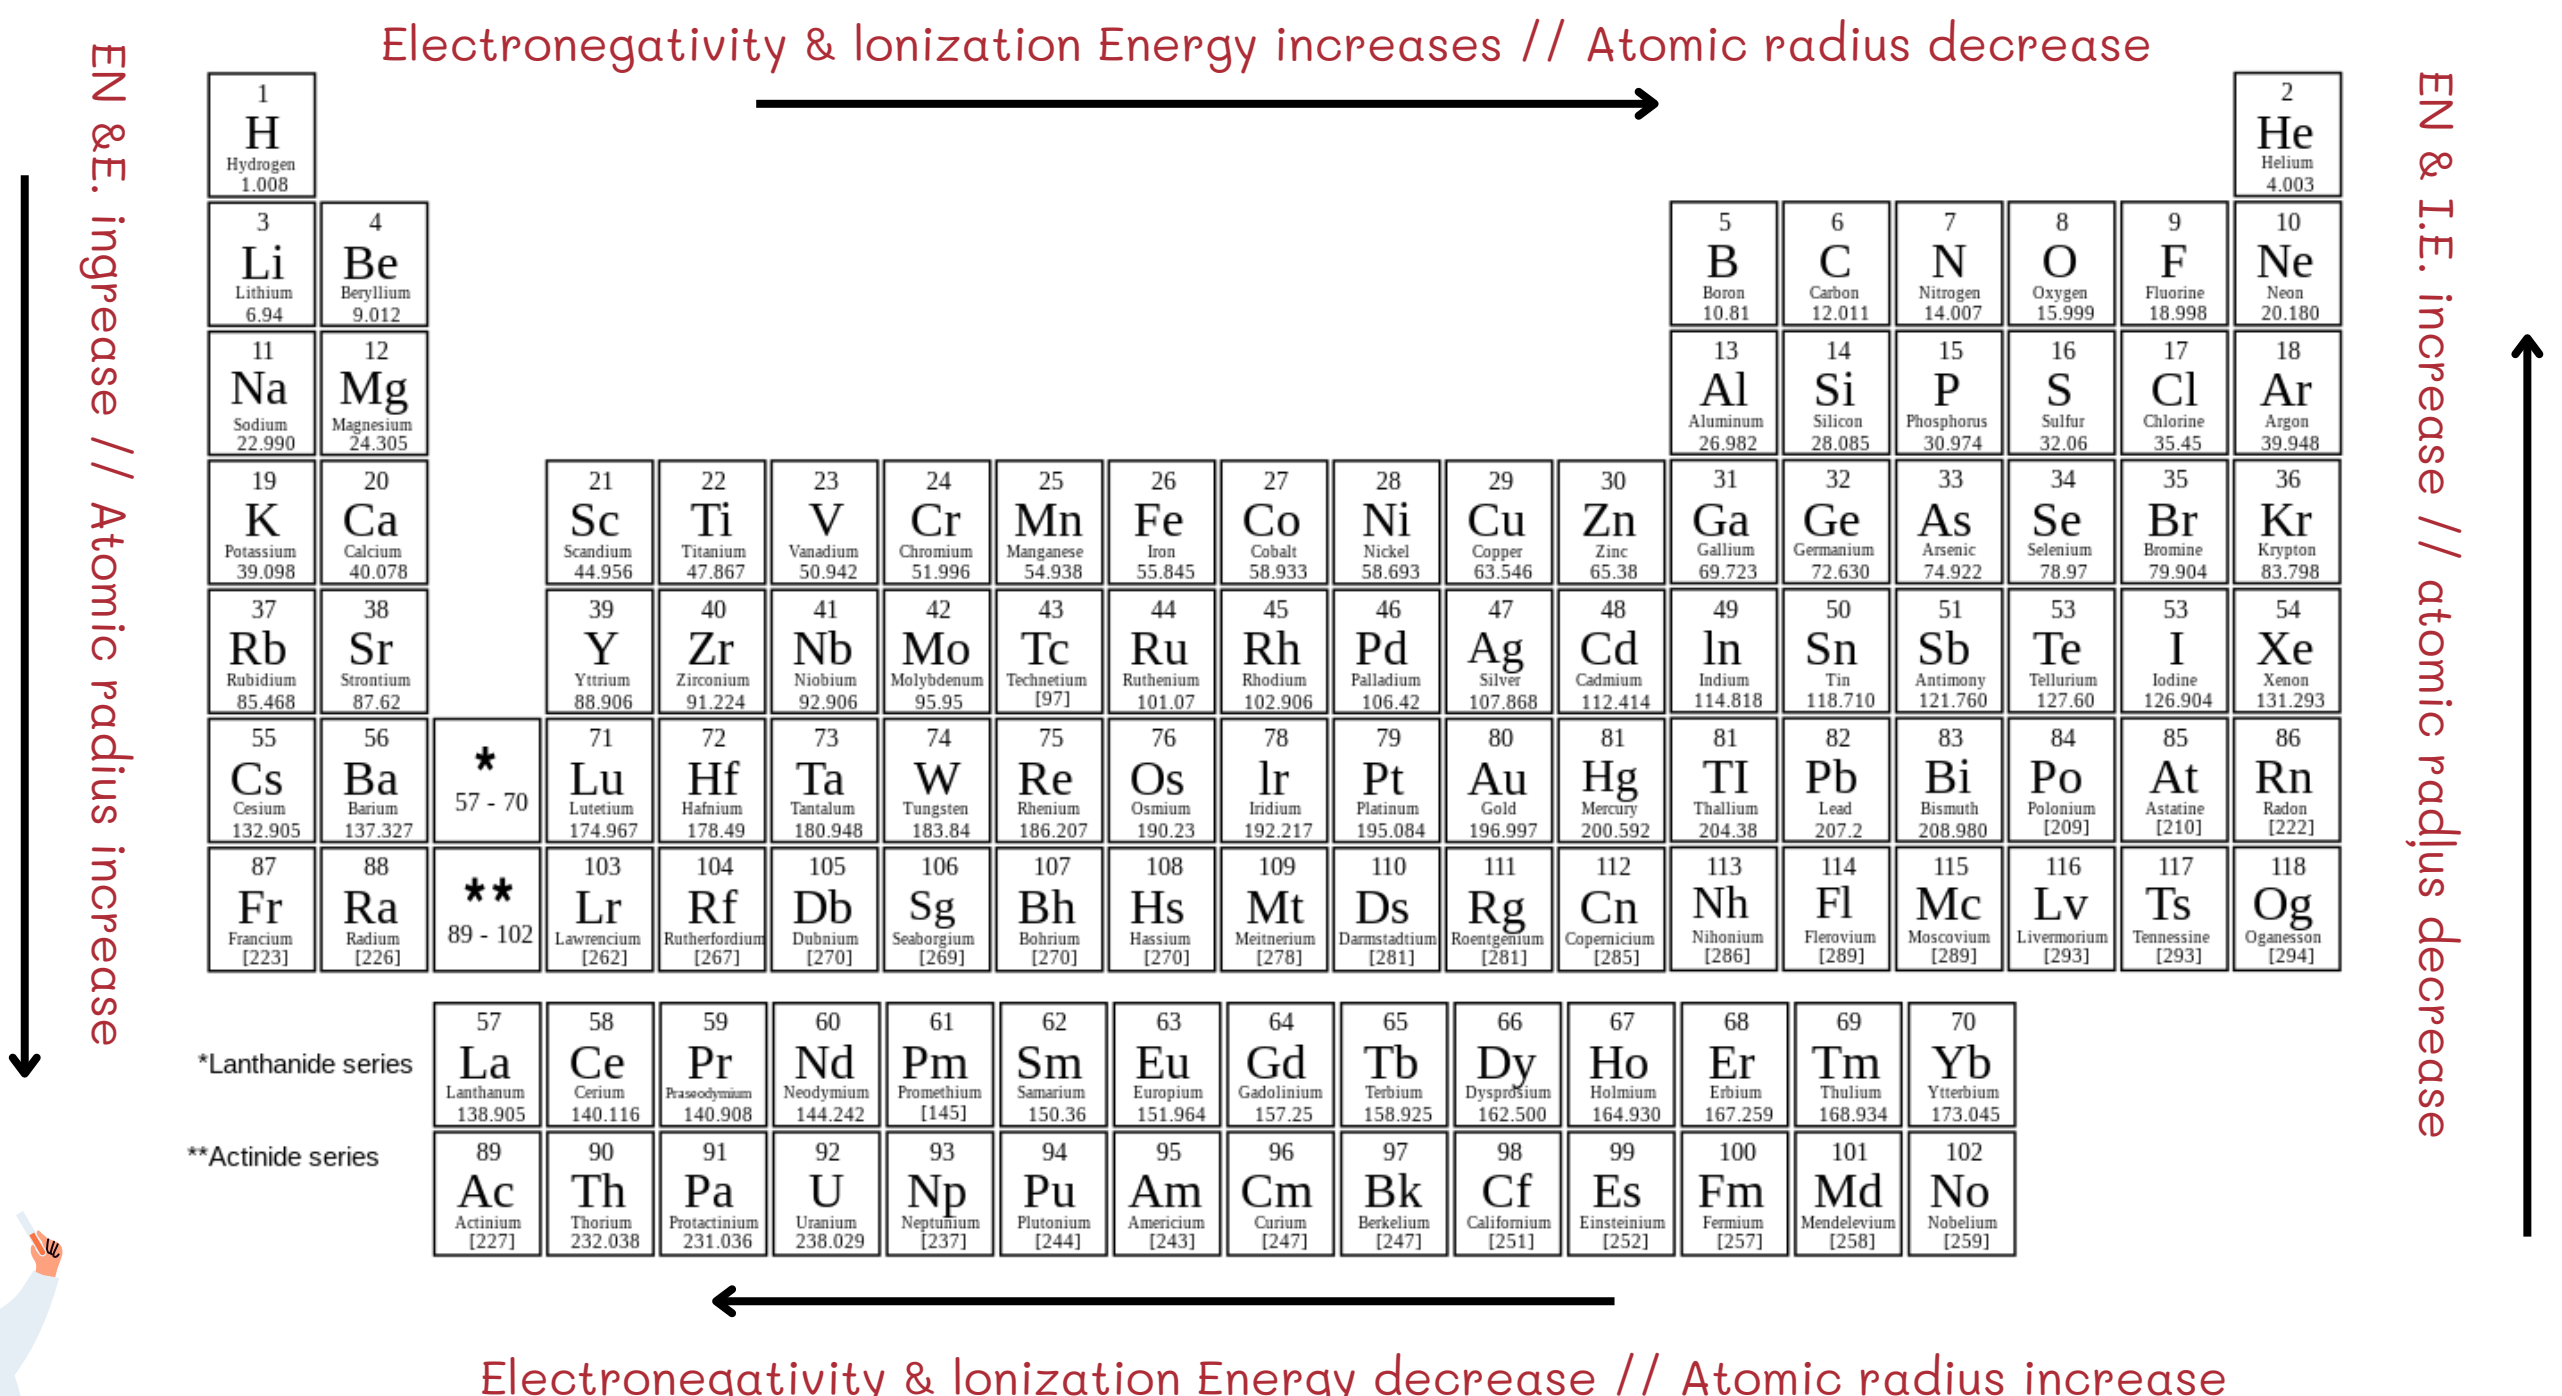 Electronegativity & Ionization Energy increases // Atomic radius decrease
EN &E. ingrease // Atomic radius increase
EN & I.E. increase // atomic radius decrease
1 2
H He
Hydrogen Helium
1.008 4.003
3 4 5 6 7 8 9 10
Li Be B C N O F Ne
Lithium Beryllium Boron Carbon Nitrogen Oxygen Fluorine Neon
6.94 9.012 10.81 12.011 14.007 15.999 18.998 20.180
11 12 13 14 15 16 17 18
Na Mg Al Si P S Cl Ar
Sodium Magnesium Aluminum Silicon Phosphorus Sulfur Chlorine Argon
22.990 24.305 26.982 28.085 30.974 32.06 35.45 39.948
19 20 21 22 23 24 25 26 27 28 29 30 31 32 33 34 35 36
K Ca Sc Ti V Cr Mn Fe Co Ni Cu Zn Ga Ge As Se Br Kr
Potassium Calcium Scandium Titanium Vanadium Chromium Manganese Iron Cobalt Nickel Copper Zinc Gallium Germanium Arsenic Selenium Bromine Krypton
39.098 40.078 44.956 47.867 50.942 51.996 54.938 55.845 58.933 58.693 63.546 65.38 69.723 72.630 74.922 78.97 79.904 83.798
37 38 39 40 41 42 43 44 45 46 47 48 49 50 51 53 53 54
Rb Sr Y Zr Nb Mo Tc Ru Rh Pd Ag Cd In Sn Sb Te I Xe
Rubidium Strontium Yttrium Zirconium Niobium Molybdenum Technetium Ruthenium Rhodium Palladium Silver Cadmium Indium Tin Antimony Tellurium Iodine Xenon
85.468 87.62 88.906 91.224 92.906 95.95 [97] 101.07 102.906 106.42 107.868 112.414 114.818 118.710 121.760 127.60 126.904 131.293
55 56 * 71 72 73 74 75 76 78 79 80 81 81 82 83 84 85 86
Cs Ba 57 - 70 Lu Hf Ta W Re Os Ir Pt Au Hg TI Pb Bi Po At Rn
Cesium Barium Lutetium Hafnium Tantalum Tungsten Rhenium Osmium Iridium Platinum Gold Mercury Thallium Lead Bismuth Polonium Astatine Radon
132.905 137.327 174.967 178.49 180.948 183.84 186.207 190.23 192.217 195.084 196.997 200.592 204.38 207.2 208.980 [209] [210] [222]
87 88 ** 103 104 105 106 107 108 109 110 111 112 113 114 115 116 117 118
Fr Ra 89 - 102 Lr Rf Db Sg Bh Hs Mt Ds Rg Cn Nh Fl Mc Lv Ts Og
Francium Radium Lawrencium Rutherfordium Dubnium Seaborgium Bohrium Hassium Meitnerium Darmstadtium Roentgenium Copernicium Nihonium Flerovium Moscovium Livermorium Tennessine Oganesson
[223] [226] [262] [267] [270] [269] [270] [270] [278] [281] [281] [285] [286] [289] [289] [293] [293] [294]
57 58 59 60 61 62 63 64 65 66 67 68 69 70
*Lanthanide series La Ce Pr Nd Pm Sm Eu Gd Tb Dy Ho Er Tm Yb
Lanthanum Cerium Praseodymium Neodymium Promethium Samarium Europium Gadolinium Terbium Dysprosium Holmium Erbium Thulium Ytterbium
138.905 140.116 140.908 144.242 [145] 150.36 151.964 157.25 158.925 162.500 164.930 167.259 168.934 173.045
**Actinide series 89 90 91 92 93 94 95 96 97 98 99 100 101 102
Ac Th Pa U Np Pu Am Cm Bk Cf Es Fm Md No
Actinium Thorium Protactinium Uranium Neptunium Plutonium Americium Curium Berkelium Californium Einsteinium Fermium Mendelevium Nobelium
[227] 232.038 231.036 238.029 [237] [244] [243] [247] [247] [251] [252] [257] [258] [259]
Electronegativity & Ionization Energy decrease // Atomic radius increase